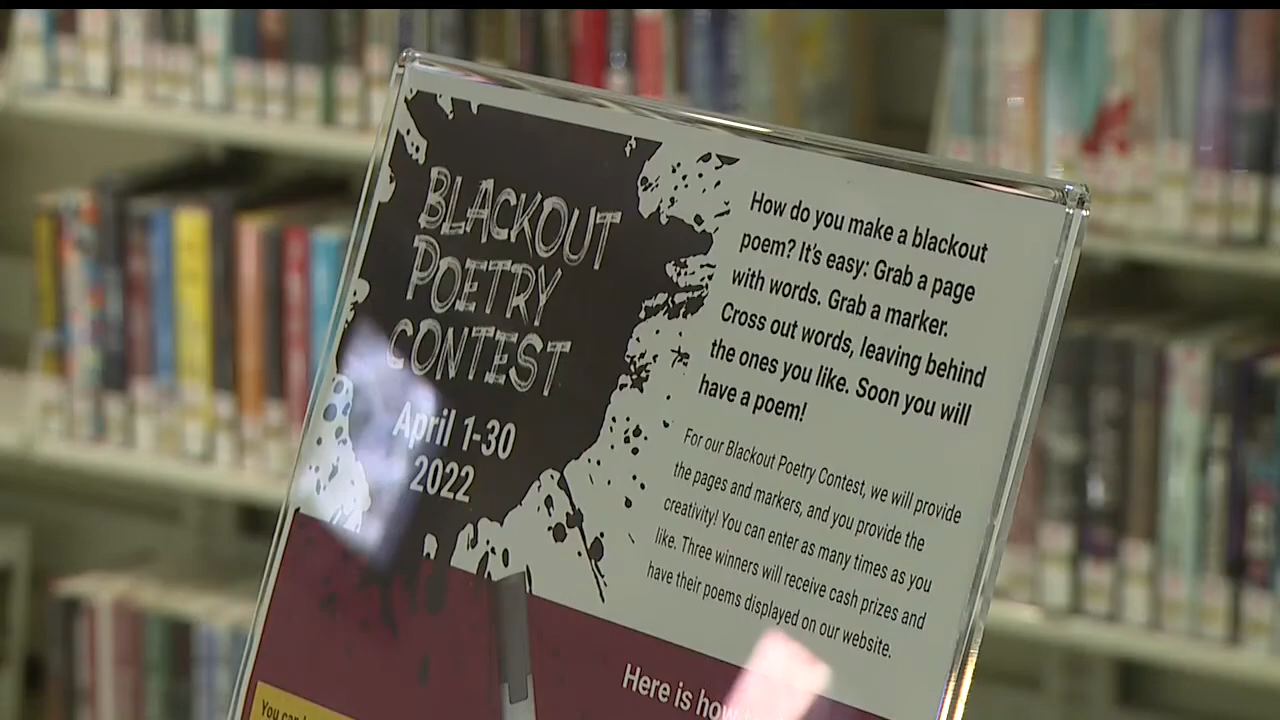 BLACKOUT
POETRY
CONTEST
April 1-30
2022
How do you make a blackout
poem? It's easy: Grab a page
with words. Grab a marker.
Cross out words, leaving behind
the ones you like. Soon you will
have a poem!
For our Blackout Poetry Contest, we will provide
the pages and markers, and you provide the
creativity! You can enter as many times as you
like. Three winners will receive cash prizes and
have their poems displayed on our website.
Here is how
You can